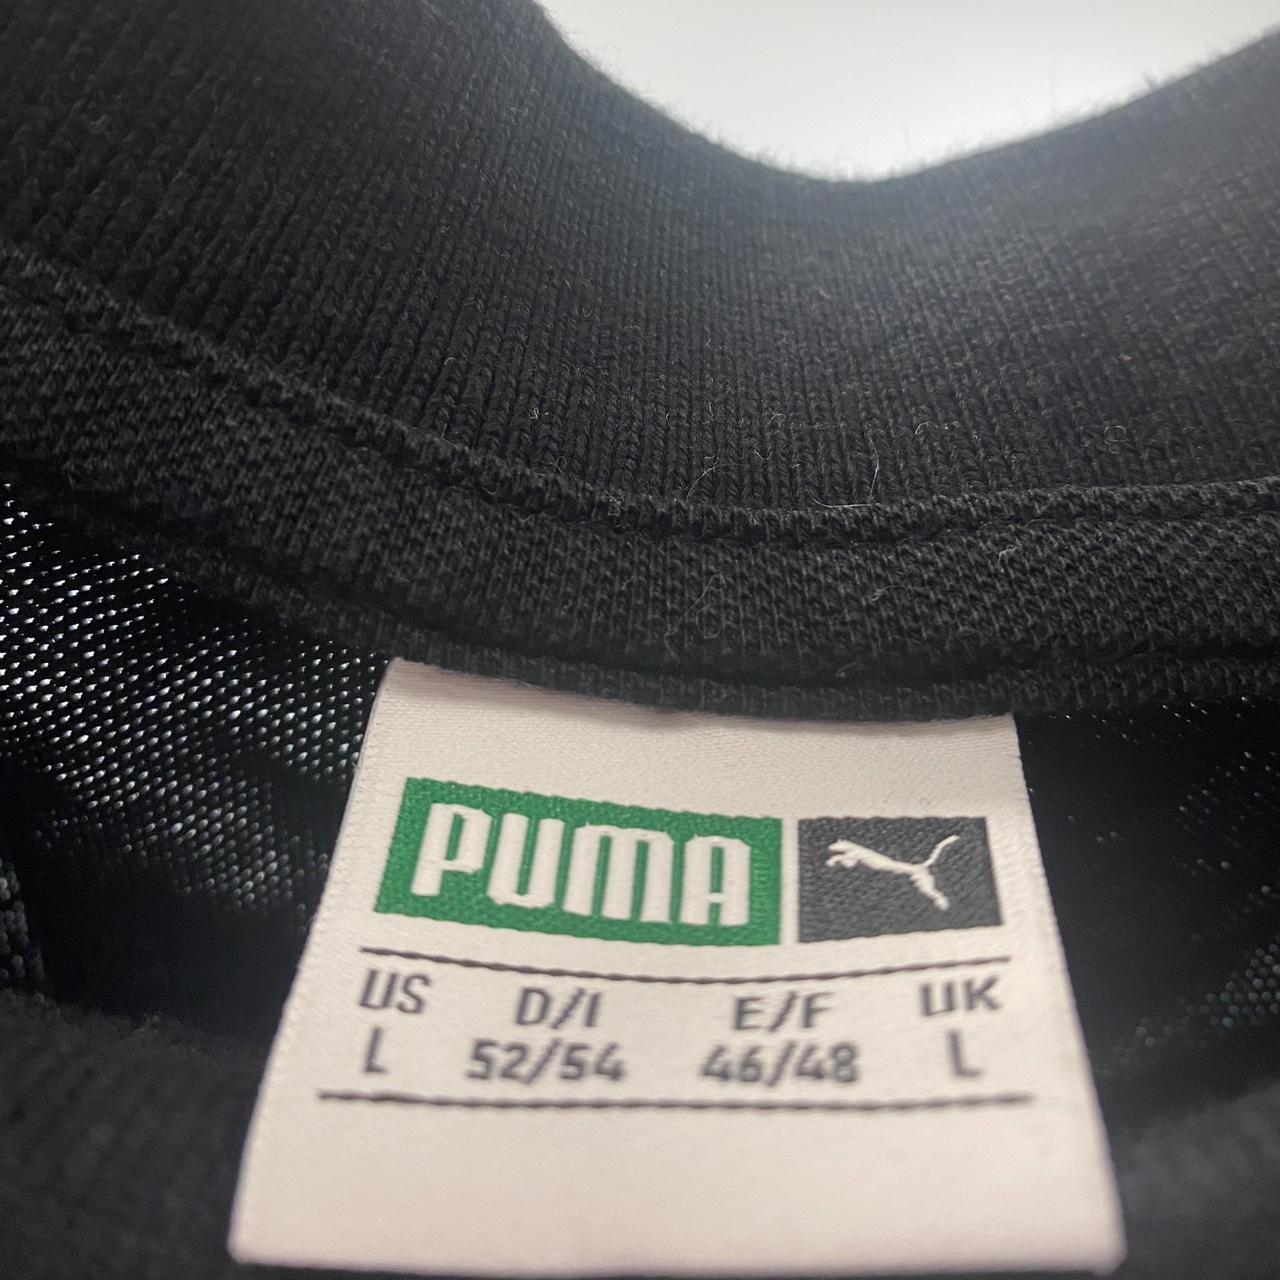 PUMA
US D/I E/F UK
L 52/54 46/48 L